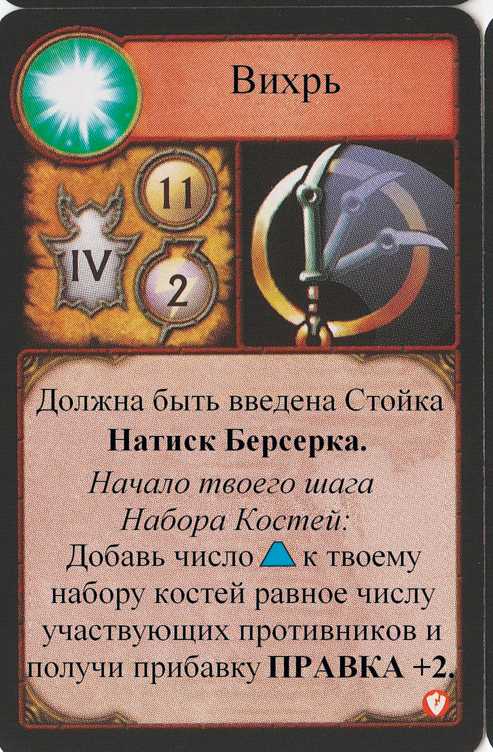 Вихрь
11
IV
2
Должна быть введена Стойка
Натиск Берсерка.
Начало твоего шага
Набора Костей:
Добавь число к твоему
набору костей равное числу
участвующих противников и
получи прибавку ПРАВКА +2.